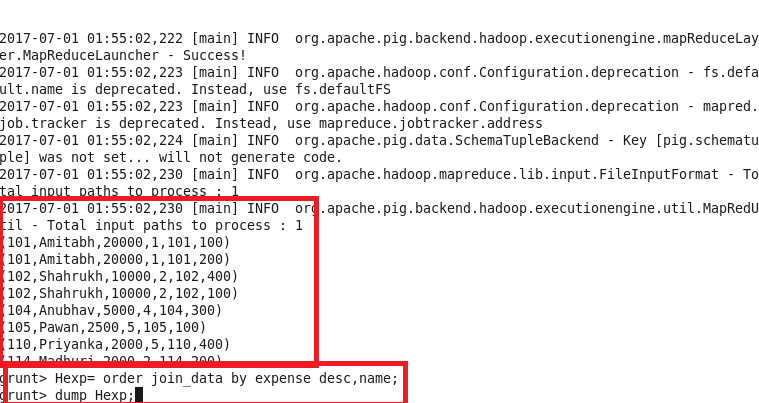 2017-07-01 01:55:02,222 [main] INFO  org.apache.pig.backend.hadoop.executionengine.mapReduceLay
er.MapReduceLauncher - Success!
2017-07-01 01:55:02,223 [main] INFO  org.apache.hadoop.conf.Configuration.deprecation - fs.defa
ult.name is deprecated. Instead, use fs.defaultFS
2017-07-01 01:55:02,223 [main] INFO  org.apache.hadoop.conf.Configuration.deprecation - mapred.
job.tracker is deprecated. Instead, use mapreduce.jobtracker.address
2017-07-01 01:55:02,224 [main] INFO  org.apache.pig.data.SchemaTupleBackend - Key [pig.schematu
ple] was not set... will not generate code.
2017-07-01 01:55:02,230 [main] INFO  org.apache.hadoop.mapreduce.lib.input.FileInputFormat - To
tal input paths to process : 1
2017-07-01 01:55:02,230 [main] INFO  org.apache.pig.backend.hadoop.executionengine.util.MapRedU
til - Total input paths to process : 1
(101,Amitabh,20000,1,101,100)
(101,Amitabh,20000,1,101,200)
(102,Shahrukh,10000,2,102,400)
(102,Shahrukh,10000,2,102,100)
(104,Anubhav,5000,4,104,300)
(105,Pawan,2500,5,105,100)
(110,Priyanka,2000,5,110,400)
(114,Madhuri,2000,2,114,200)
grunt> Hexp= order join_data by expense desc,name;
grunt> dump Hexp;